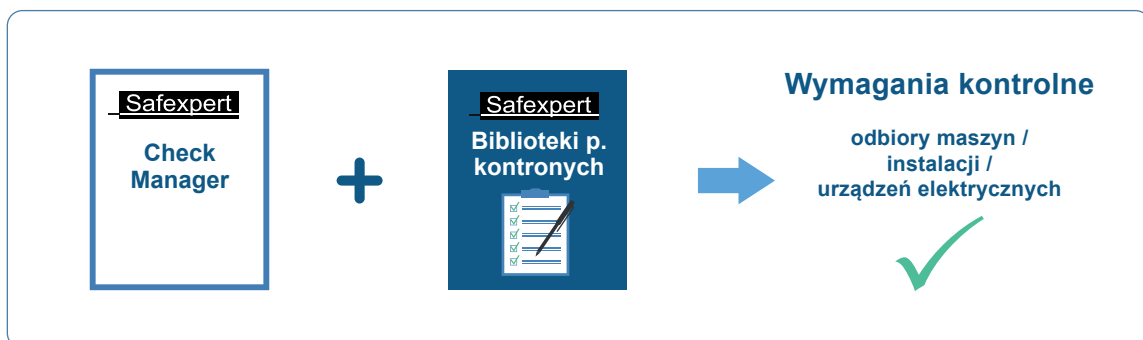 Safexpert
Check
Manager
Safexpert
Biblioteki p.
kontronych
Wymagania kontrolne
odbiory maszyn /
instalacji /
urządzeń elektrycznych